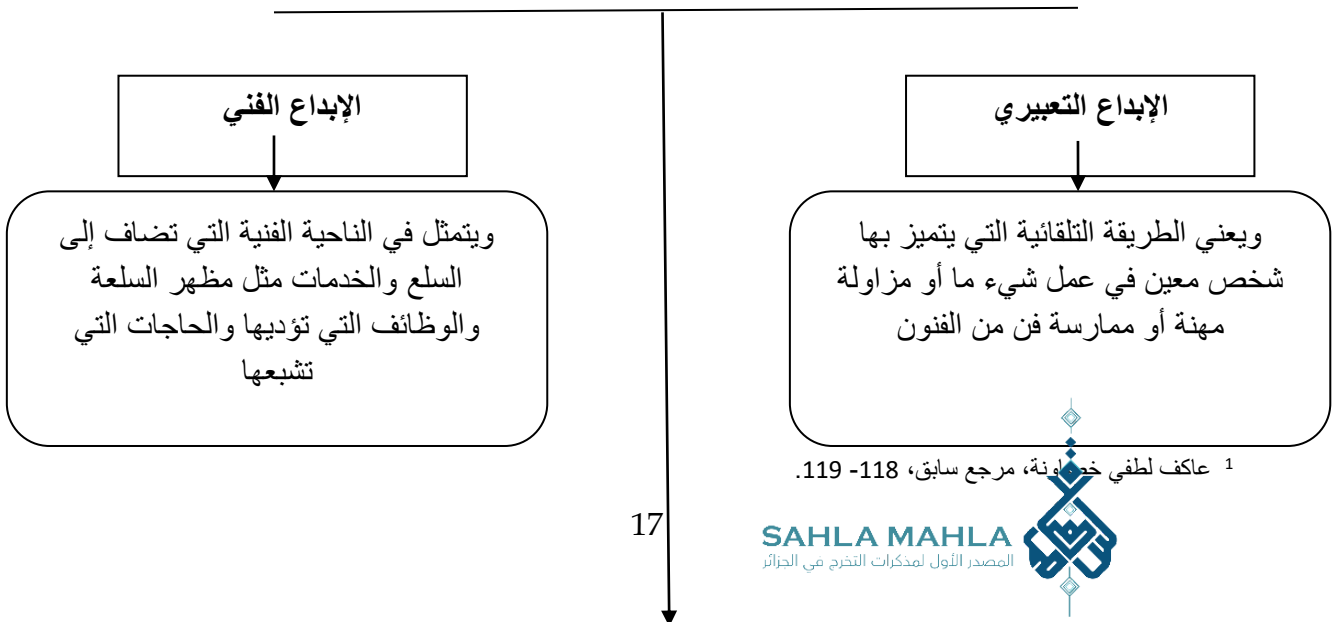 الإبداع التعبيري
ويعني الطريقة التلقائية التي يتميز بها
شخص معين في عمل شيء ما أو مزاولة
مهنة أو ممارسة فن من الفنون
الإبداع الفني
ويتمثل في الناحية الفنية التي تضاف إلى
السلع والخدمات مثل مظهر السلعة
والوظائف التي تؤديها والحاجات التي
تشبعها
1 عاكف لطفي مرجع سابق، 118- 119.
17
SAHLA MAHLA
المصدر الأول لمذكرات التخرج في الجزائر